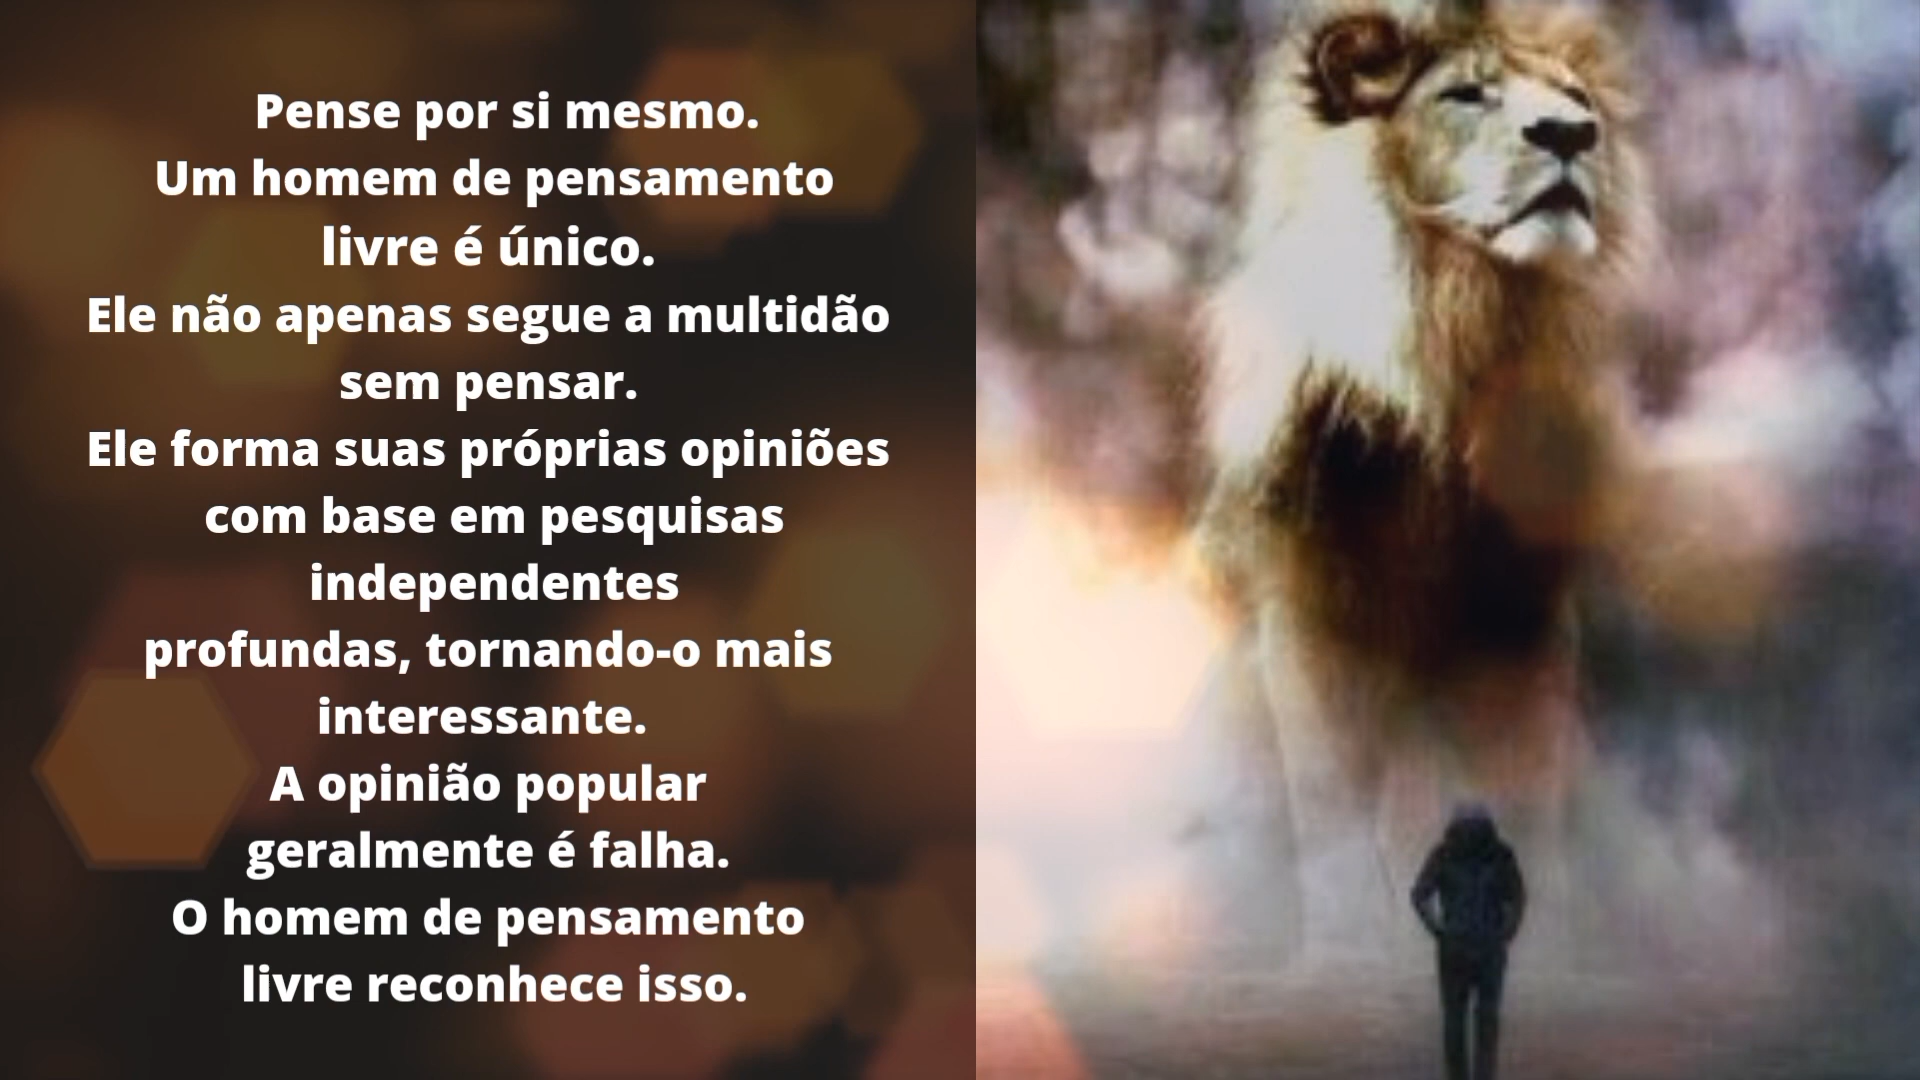 Pense por si mesmo.
Um homem de pensamento
livre é único.
Ele não apenas segue a multidão
sem pensar.
Ele forma suas próprias opiniões
com base em pesquisas
independentes
profundas, tornando-o mais
interessante.
A opinião popular
geralmente é falha.
O homem de pensamento
livre reconhece isso.